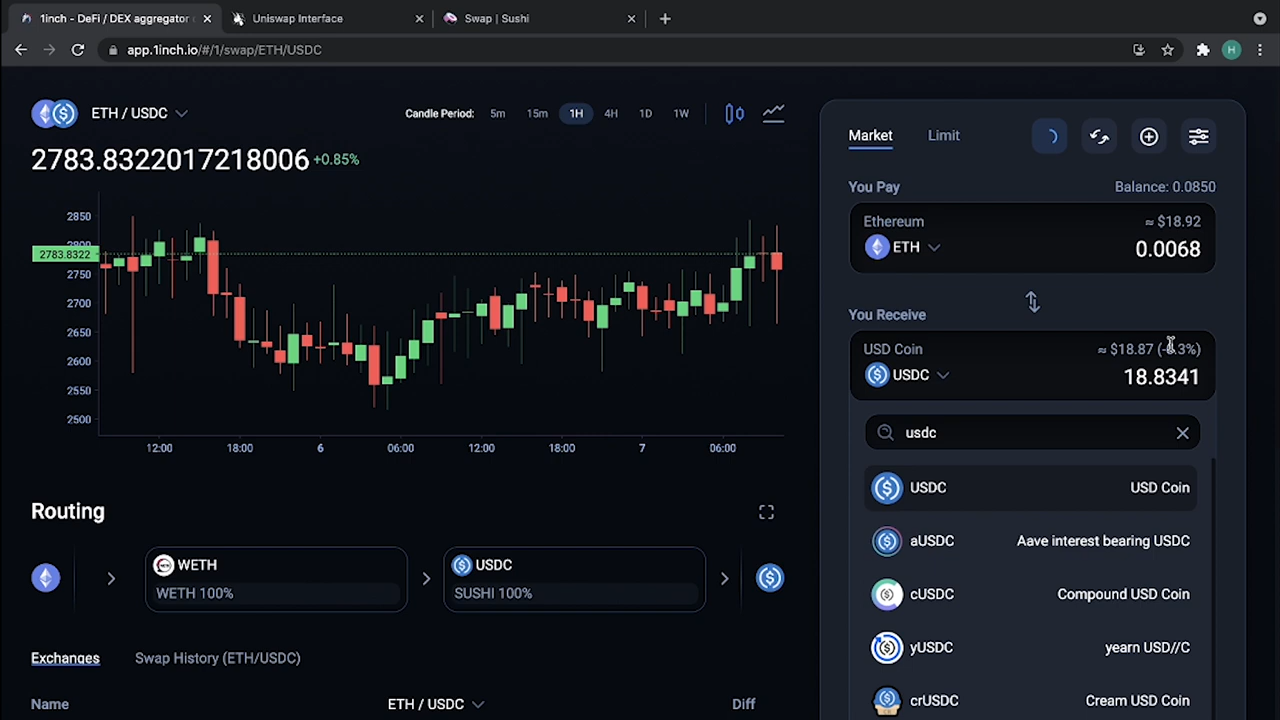 1inch - DeFi / DEX aggregator
Uniswap Interface
Swap | Sushi
app.1inch.io/#/1/swap/ETH/USDC
H
ETH / USDC
Candle Period:
5m
15m
1H
4H
1D
1W
2783.8322017218006 +0.85%
2850
2800
2783.8322
2750
2700
2650
2600
2550
2500
12:00
18:00
6
06:00
12:00
18:00
7
06:00
Routing
WETH
WETH 100%
USDC
SUSHI 100%
Exchanges
Swap History (ETH/USDC)
Name
ETH / USDC
Diff
Market
Limit
You Pay
Balance: 0.0850
Ethereum
≈ $18.92
ETH
0.0068
You Receive
USD Coin
≈ $18.87
USDC
18.8341
usdc
USDC
USD Coin
aUSDC
Aave interest bearing USDC
cUSDC
Compound USD Coin
yUSDC
yearn USD//C
crUSDC
Cream USD Coin